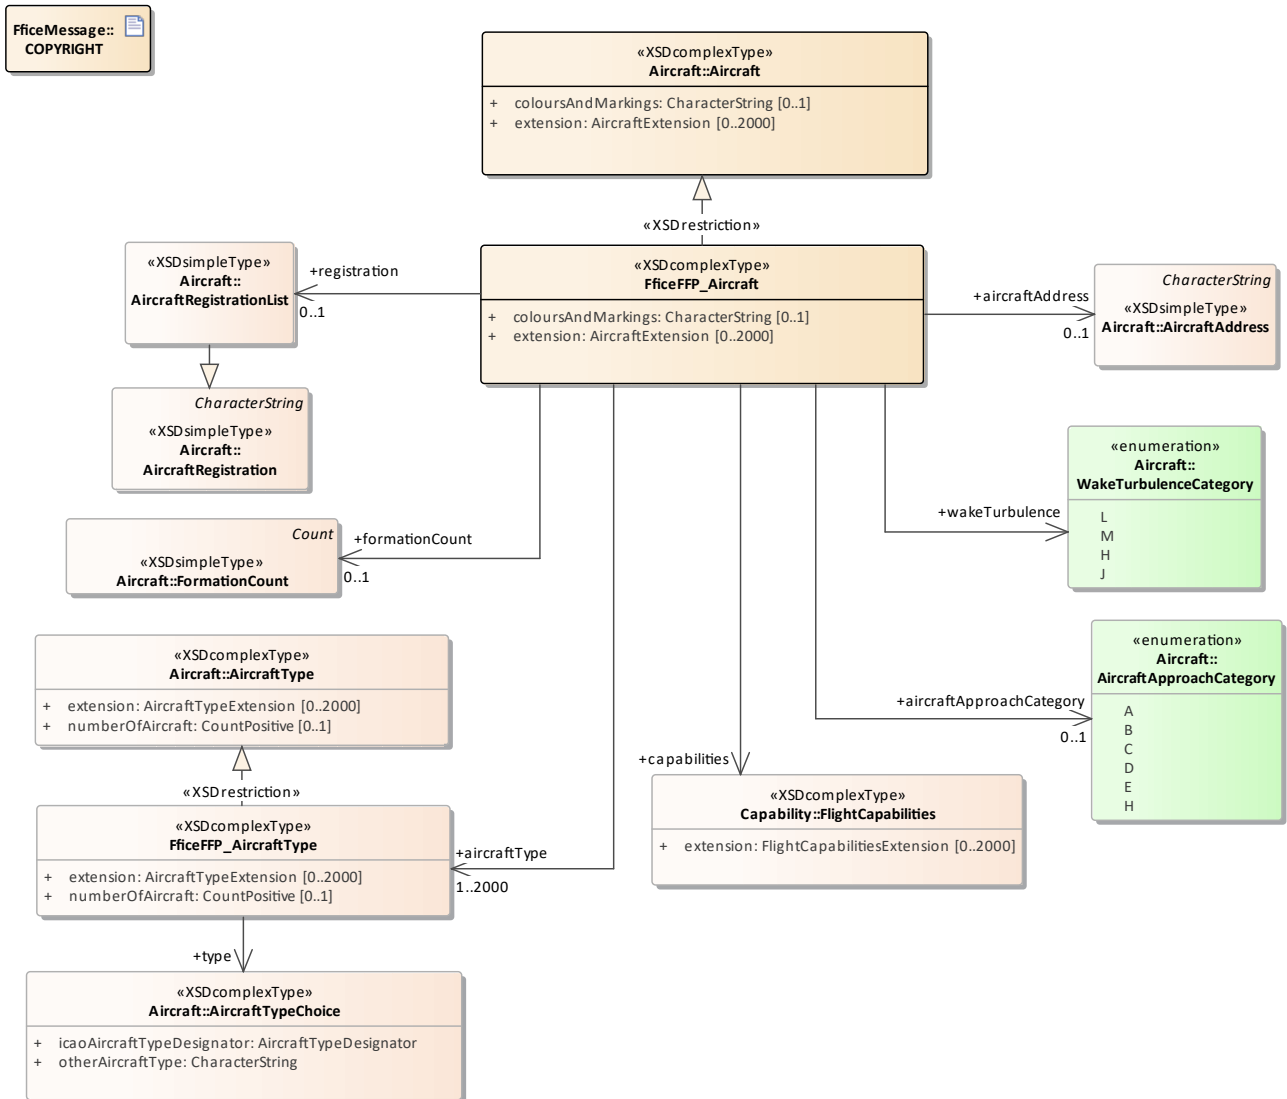 FficeMessage::
COPYRIGHT
«XSDcomplexType»
Aircraft::Aircraft
+ coloursAndMarkings: CharacterString [0..1]
+ extension: AircraftExtension [0..2000]
«XSDrestriction»
«XSDsimpleType»
Aircraft::
AircraftRegistrationList
+registration
0..1
«XSDcomplexType»
FficeFFP_Aircraft
+ coloursAndMarkings: CharacterString [0..1]
+ extension: AircraftExtension [0..2000]
+aircraftAddress
0..1
CharacterString
«XSDsimpleType»
Aircraft::AircraftAddress
CharacterString
«XSDsimpleType»
Aircraft::
AircraftRegistration
«enumeration»
Aircraft::
WakeTurbulenceCategory
L
M
H
J
+wakeTurbulence
Count
«XSDsimpleType»
Aircraft::FormationCount
+formationCount
0..1
«XSDcomplexType»
Aircraft::AircraftType
+ extension: AircraftTypeExtension [0..2000]
+ numberOfAircraft: CountPositive [0..1]
«enumeration»
Aircraft::
AircraftApproachCategory
A
B
C
D
E
H
+aircraftApproachCategory
0..1
+capabilities
«XSDcomplexType»
Capability::FlightCapabilities
+ extension: FlightCapabilitiesExtension [0..2000]
«XSDrestriction»
«XSDcomplexType»
FficeFFP_AircraftType
+ extension: AircraftTypeExtension [0..2000]
+ numberOfAircraft: CountPositive [0..1]
+aircraftType
1..2000
+type
«XSDcomplexType»
Aircraft::AircraftTypeChoice
+ icaoAircraftTypeDesignator: AircraftTypeDesignator
+ otherAircraftType: CharacterString